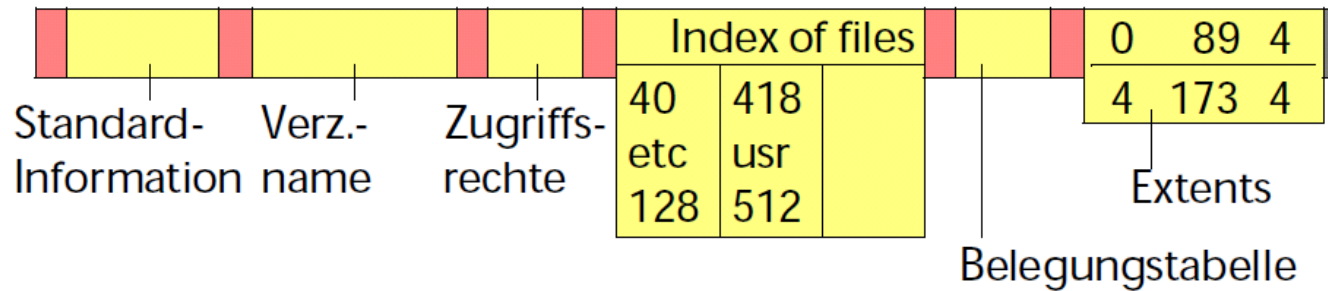 Index of files
0 89 4
4 173 4
40 418
etc usr
128 512
Standard-
Information
Verz.-
name
Zugriffs-
rechte
Extents
Belegungstabelle